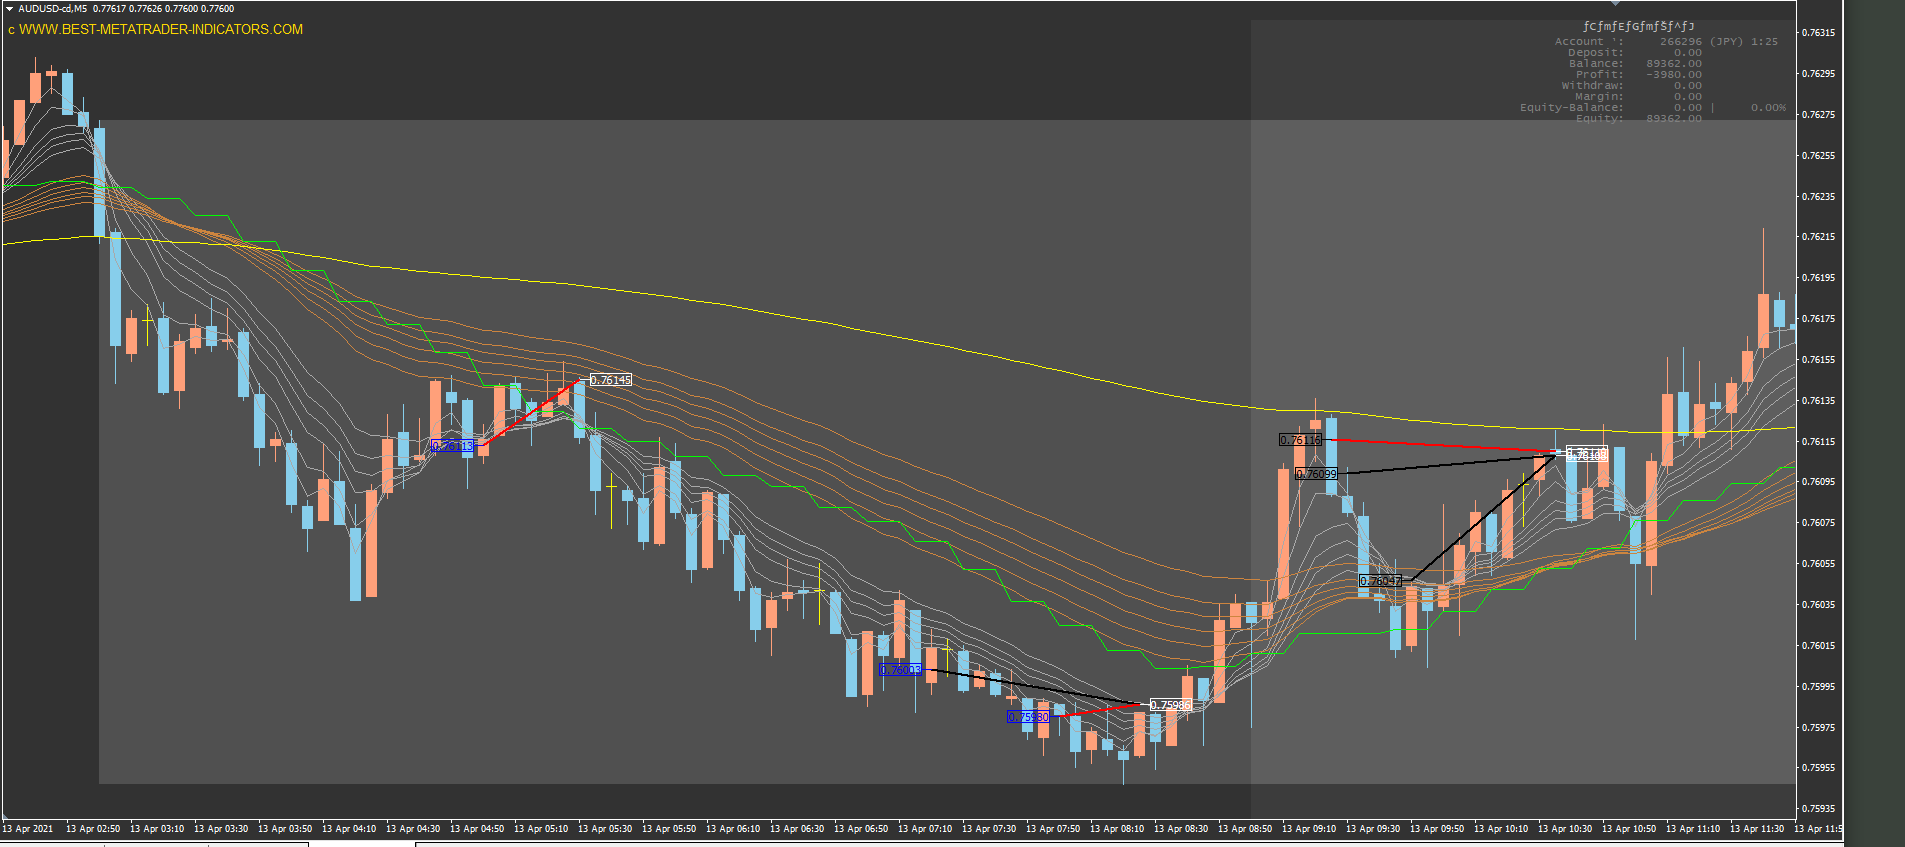 AUDUSD-cd,M5 0.77617 0.77626 0.77600 0.77600
c WWW.BEST-METATRADER-INDICATORS.COM
ƒCƒmƒEƒGƒmƒŠƒ^ƒJ
Account ': 266296 (JPY) 1:25
Deposit: 0.00
Balance: 89362.00
Profit: -3980.00
Withdraw: 0.00
Margin: 0.00
Equity-Balance: 0.00 | 0.00%
Equity: 89362.00
0.76315
0.76295
0.76275
0.76255
0.76235
0.76215
0.76195
0.76175
0.76155
0.76135
0.76115
0.76095
0.76075
0.76055
0.76035
0.76015
0.75995
0.75975
0.75955
0.75935
0.76145
0.76113
0.76116
0.76108
0.76099
0.76047
0.76003
0.75986
0.75980
13 Apr 2021 13 Apr 02:50 13 Apr 03:10 13 Apr 03:30 13 Apr 03:50 13 Apr 04:10 13 Apr 04:30 13 Apr 04:50 13 Apr 05:10 13 Apr 05:30 13 Apr 05:50 13 Apr 06:10 13 Apr 06:30 13 Apr 06:50 13 Apr 07:10 13 Apr 07:30 13 Apr 07:50 13 Apr 08:10 13 Apr 08:30 13 Apr 08:50 13 Apr 09:10 13 Apr 09:30 13 Apr 09:50 13 Apr 10:10 13 Apr 10:30 13 Apr 10:50 13 Apr 11:10 13 Apr 11:30 13 Apr 11:5